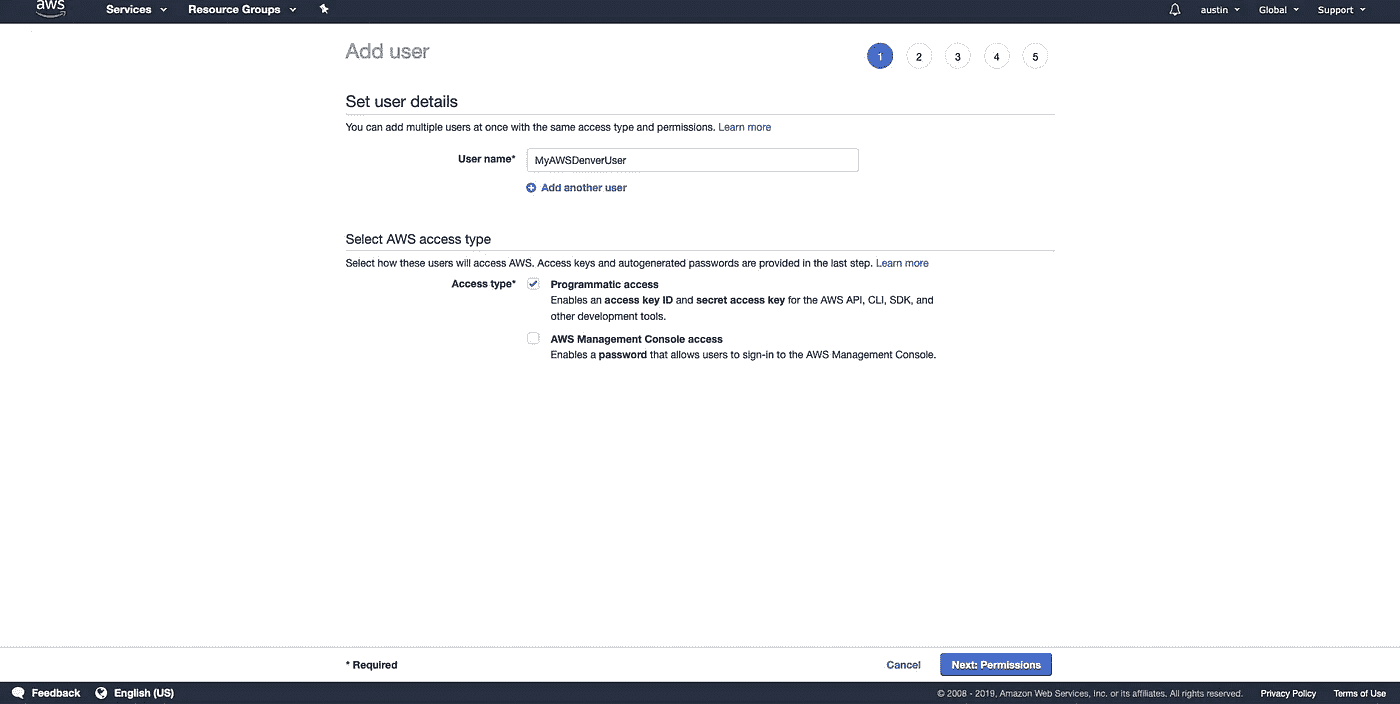 aws Services Resource Groups austin Global Support
Add user 1 2 3 4 5
Set user details
You can add multiple users at once with the same access type and permissions. Learn more
User name* MyAWSDenverUser
Add another user
Select AWS access type
Select how these users will access AWS. Access keys and autogenerated passwords are provided in the last step. Learn more
Access type* Programmatic access
Enables an access key ID and secret access key for the AWS API, CLI, SDK, and
other development tools.
AWS Management Console access
Enables a password that allows users to sign-in to the AWS Management Console.
* Required Cancel Next: Permissions
Feedback English (US) © 2008 - 2019, Amazon Web Services, Inc. or its affiliates. All rights reserved. Privacy Policy Terms of Use